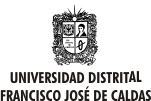 UNIVERSIDAD DISTRITAL
FRANCISCO JOSÉ DE CALDAS